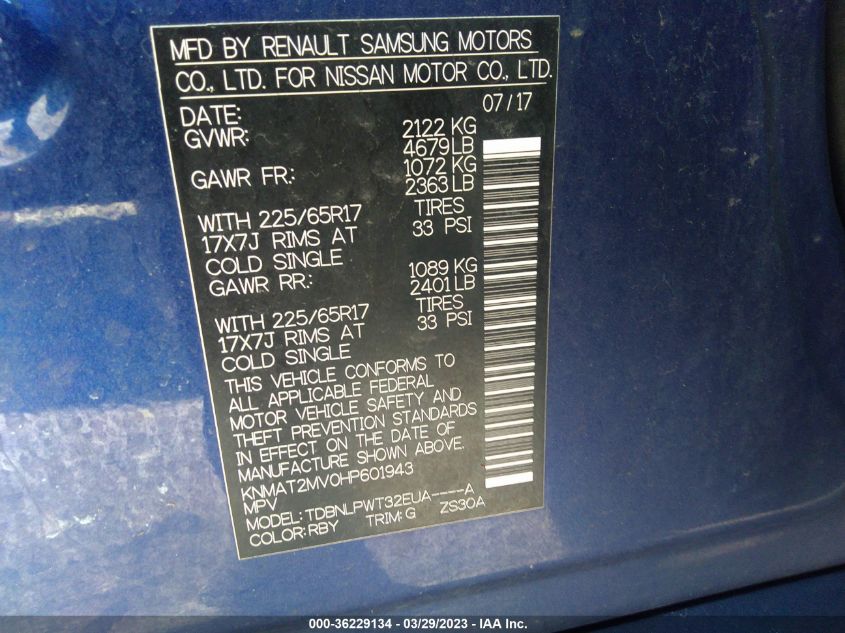 MFD BY RENAULT SAMSUNG MOTORS
CO., LTD. FOR NISSAN MOTOR CO., LTD.
DATE: 07/17
GVWR: 2122 KG
4679LB
GAWR FR.: 1072 KG
2363 LB
WITH 225/65R17 TIRES
17X7J RIMS AT 33 PSI
COLD SINGLE
GAWR RR.: 1089 KG
2401 LB
WITH 225/65R17 TIRES
17X7J RIMS AT 33 PSI
COLD SINGLE
THIS VEHICLE CONFORMS TO
ALL APPLICABLE FEDERAL
MOTOR VEHICLE SAFETY AND
THEFT PREVENTION STANDARDS
IN EFFECT ON THE DATE OF
MANUFACTURE SHOWN ABOVE.
KNMAT2MV0HP601943
MPV
MODEL: TDBNLPWT32EUA----A
COLOR: RBY TRIM: G ZS30A
000-36229134 — 03/29/2023 — IAA Inc.